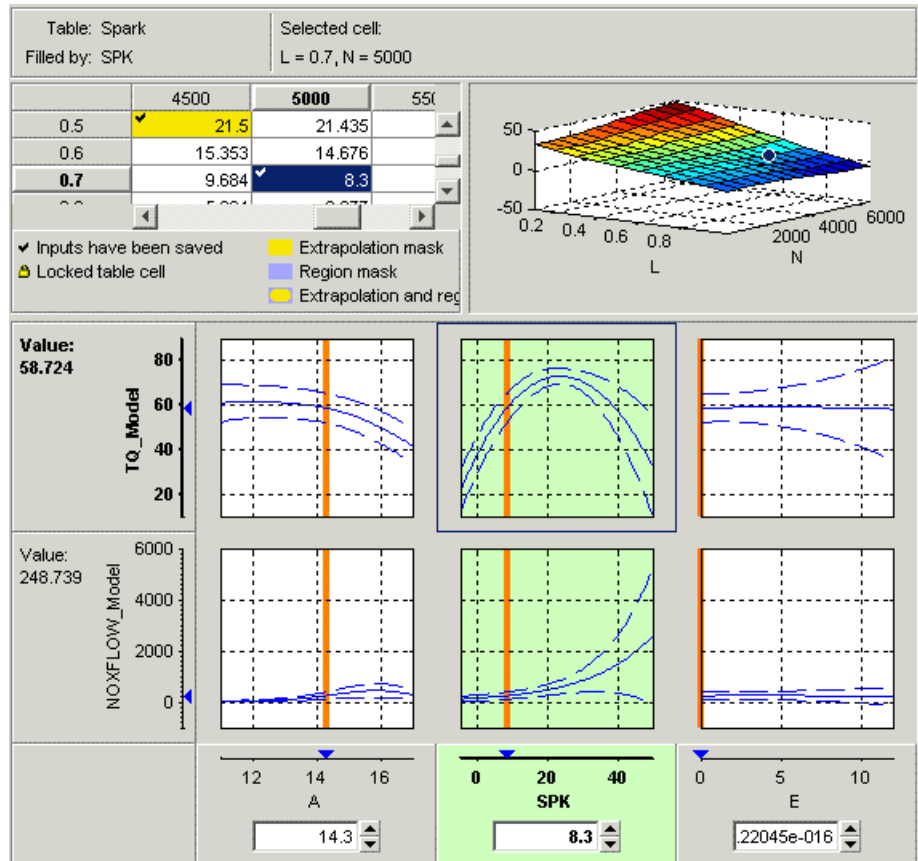 Table: Spark
Filled by: SPK
Selected cell:
L = 0.7, N = 5000
4500 5000
0.5 21.5 21.435
0.6 15.353 14.676
0.7 9.684 8.3
Inputs have been saved
Locked table cell
Extrapolation mask
Region mask
Extrapolation and reg
50
0
-50
0.2 0.4 0.6 0.8
L
2000 4000 6000
N
Value:
58.724
TQ_Model
80
60
40
20
Value:
248.739
NOXFLOW_Model
6000
4000
2000
0
12 14 16
A
14.3
0 20 40
SPK
8.3
0 5 10
E
.22045e-016